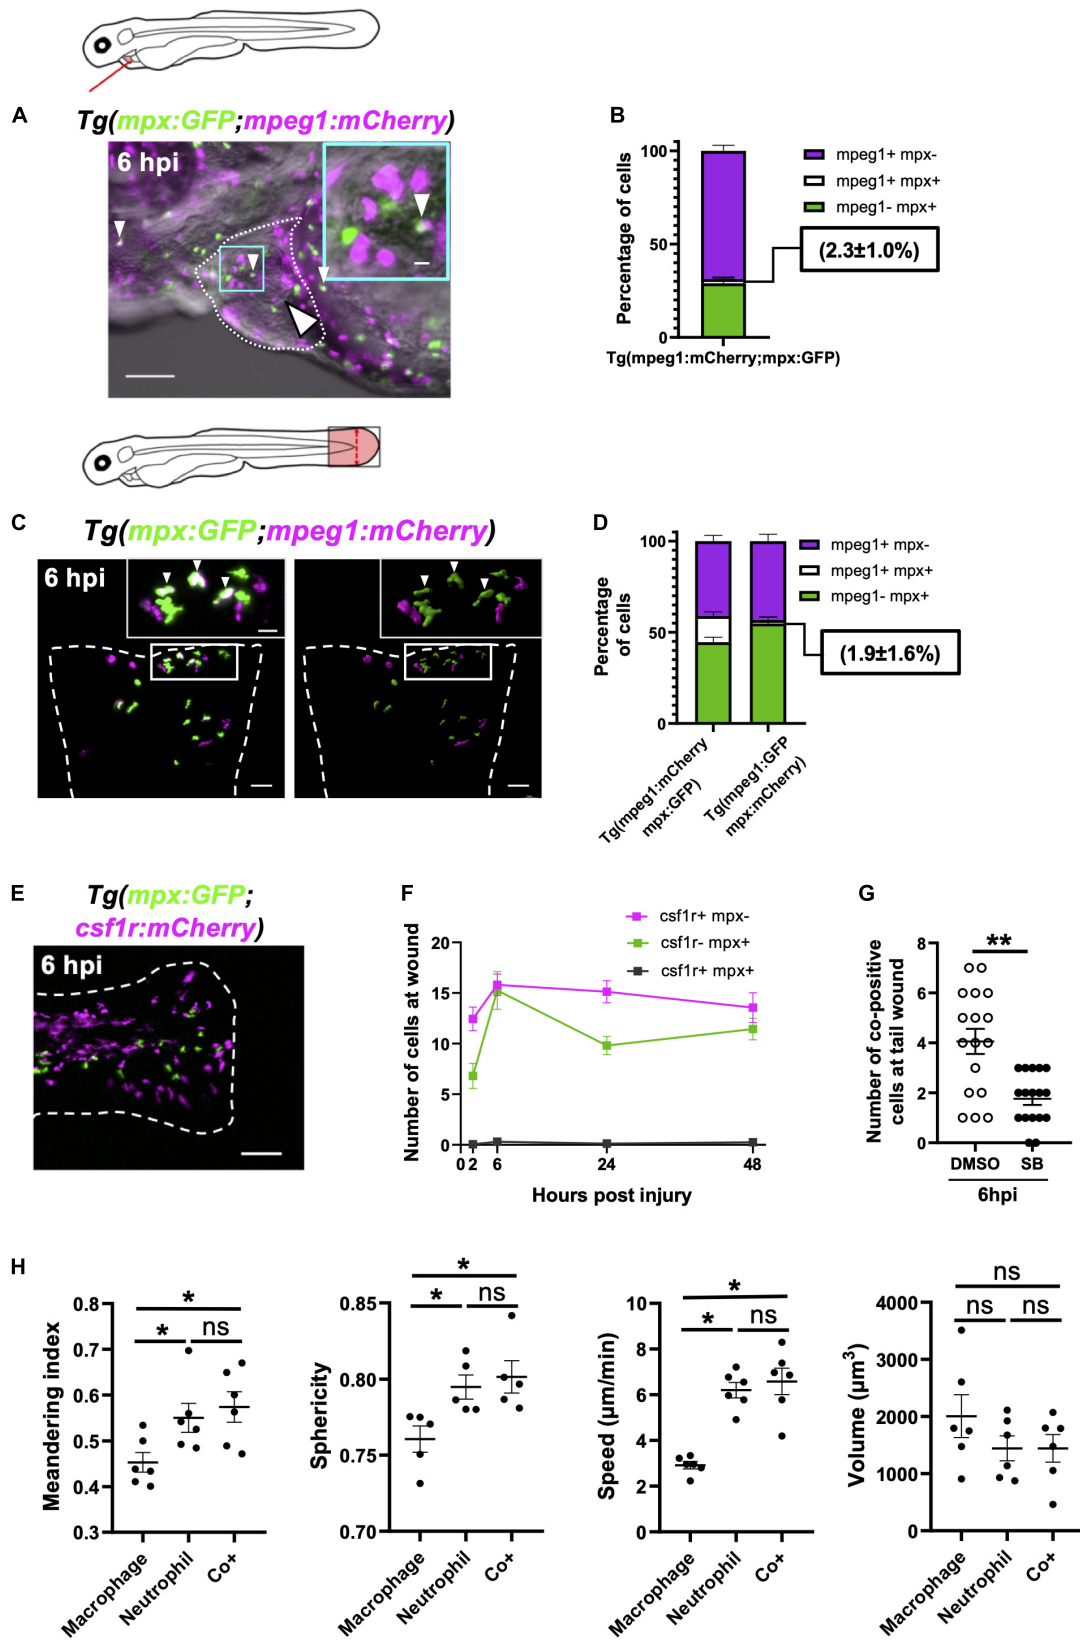 A
Tg(mpx:GFP;mpeg1:mCherry)
6 hpi
B
Percentage of cells
100
50
0
mpeg1+ mpx-
mpeg1+ mpx+
mpeg1- mpx+
(2.3±1.0%)
Tg(mpeg1:mCherry;mpx:GFP)
C
Tg(mpx:GFP;mpeg1:mCherry)
6 hpi
D
Percentage
of cells
100
50
0
mpeg1+ mpx-
mpeg1+ mpx+
mpeg1- mpx+
(1.9±1.6%)
Tg(mpeg1:mCherry
mpx:GFP)
Tg(mpeg1:GFP
mpx:mCherry)
E
Tg(mpx:GFP;
csf1r:mCherry)
6 hpi
F
csf1r+ mpx-
csf1r- mpx+
csf1r+ mpx+
Number of cells at wound
20
15
10
5
0
0 2 6 24 48
Hours post injury
G
Number of co-positive
cells at tail wound
8
6
4
2
0
**
DMSO SB
6hpi
H
Meandering index
0.8
0.7
0.6
0.5
0.4
0.3
*
* ns
Macrophage
Neutrophil
Co+
Sphericity
0.85
0.80
0.75
0.70
*
* ns
Macrophage
Neutrophil
Co+
Speed (µm/min)
10
8
6
4
2
0
*
* ns
Macrophage
Neutrophil
Co+
Volume (µm³)
4000
3000
2000
1000
0
ns
ns ns
Macrophage
Neutrophil
Co+